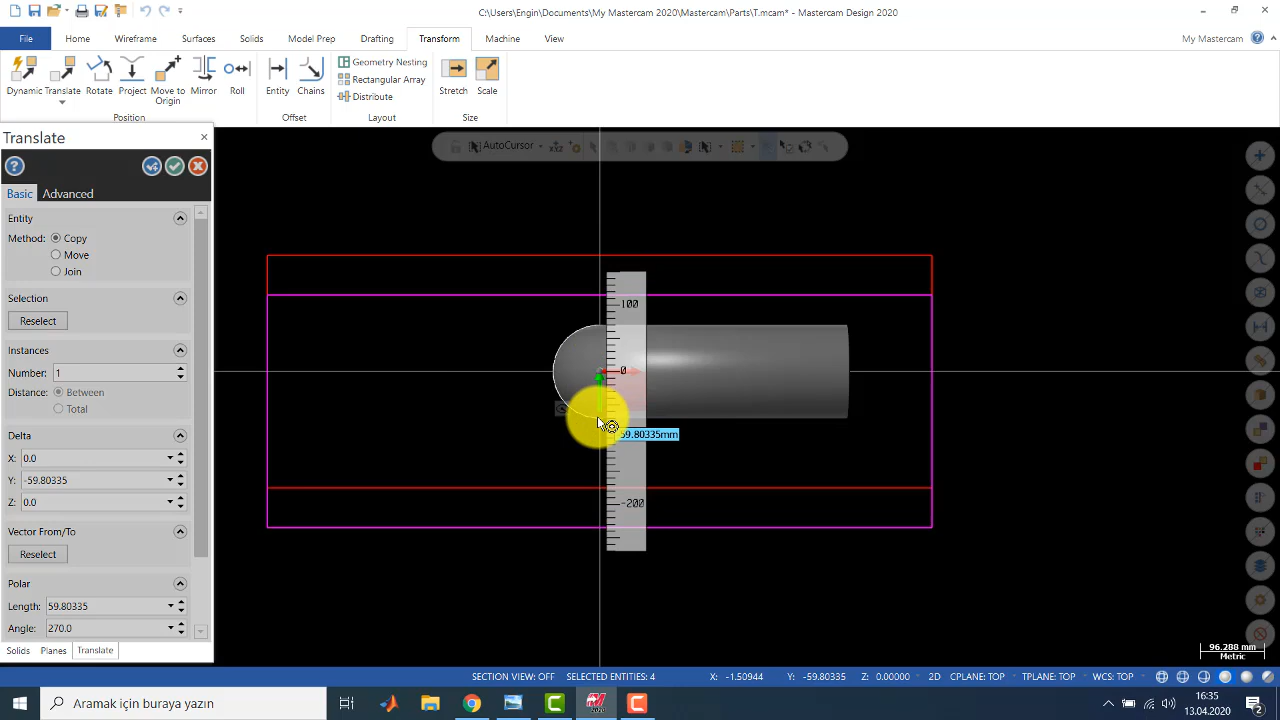 C:\Users\Engin\Documents\My Mastercam 2020\Mastercam\Parts\T.mcam* - Mastercam Design 2020
File Home Wireframe Surfaces Solids Model Prep Drafting Transform Machine View My Mastercam
Dynamic Translate Rotate Project Move to Origin Mirror Roll Entity Chains Geometry Nesting Rectangular Array Distribute Stretch Scale
Position Offset Layout Size
Translate
AutoCursor
Basic Advanced
Entity
Method: Copy
Move
Join
Selection
Reselect
Instances
Number: 1
Distance: Between
Total
Delta
X: 0.0
Y: -59.80335
Z: 0.0
Vector From/To
Reselect
Polar
Length: 59.80335
Angle: 270.0
Solids Planes Translate
100
0
59.80335mm
-200
96.288 mm
Metric
SECTION VIEW: OFF SELECTED ENTITIES: 4 X: -1.50944 Y: -59.80335 Z: 0.00000 2D CPLANE: TOP TPLANE: TOP WCS: TOP
Aramak için buraya yazın
16:35
13.04.2020
2